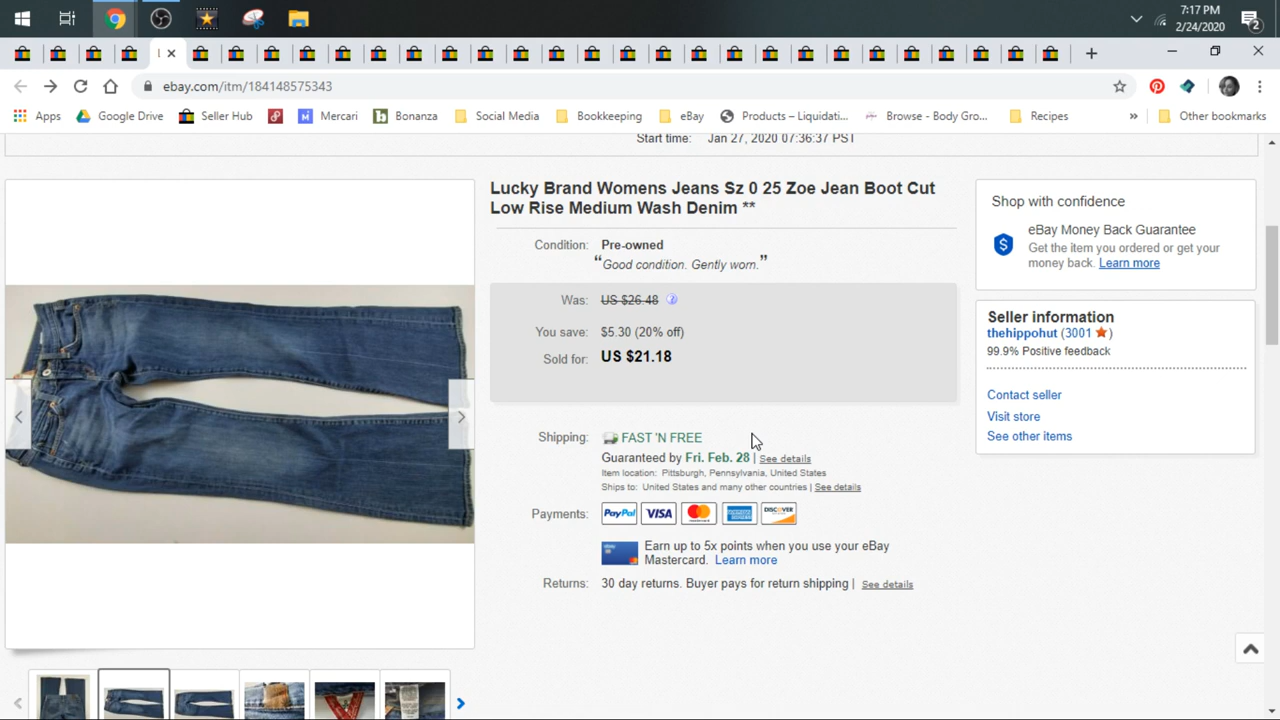 7:17 PM
2/24/2020
2
ebay.com/itm/184148575343
Apps
Google Drive
Seller Hub
Mercari
Bonanza
Social Media
Bookkeeping
eBay
Products – Liquidati...
Browse - Body Gro...
Recipes
»
Other bookmarks
Start time: Jan 27, 2020 07:36:37 PST
Lucky Brand Womens Jeans Sz 0 25 Zoe Jean Boot Cut
Low Rise Medium Wash Denim **
Condition: Pre-owned
“Good condition. Gently worn.”
Was: US $26.48
You save: $5.30 (20% off)
Sold for: US $21.18
Shipping: FAST 'N FREE
Guaranteed by Fri. Feb. 28 | See details
Item location: Pittsburgh, Pennsylvania, United States
Ships to: United States and many other countries | See details
Payments: PayPal VISA MasterCard AMERICAN EXPRESS DISCOVER
Earn up to 5x points when you use your eBay
Mastercard. Learn more
Returns: 30 day returns. Buyer pays for return shipping | See details
Shop with confidence
eBay Money Back Guarantee
Get the item you ordered or get your
money back. Learn more
Seller information
thehippohut (3001 ★)
99.9% Positive feedback
Contact seller
Visit store
See other items